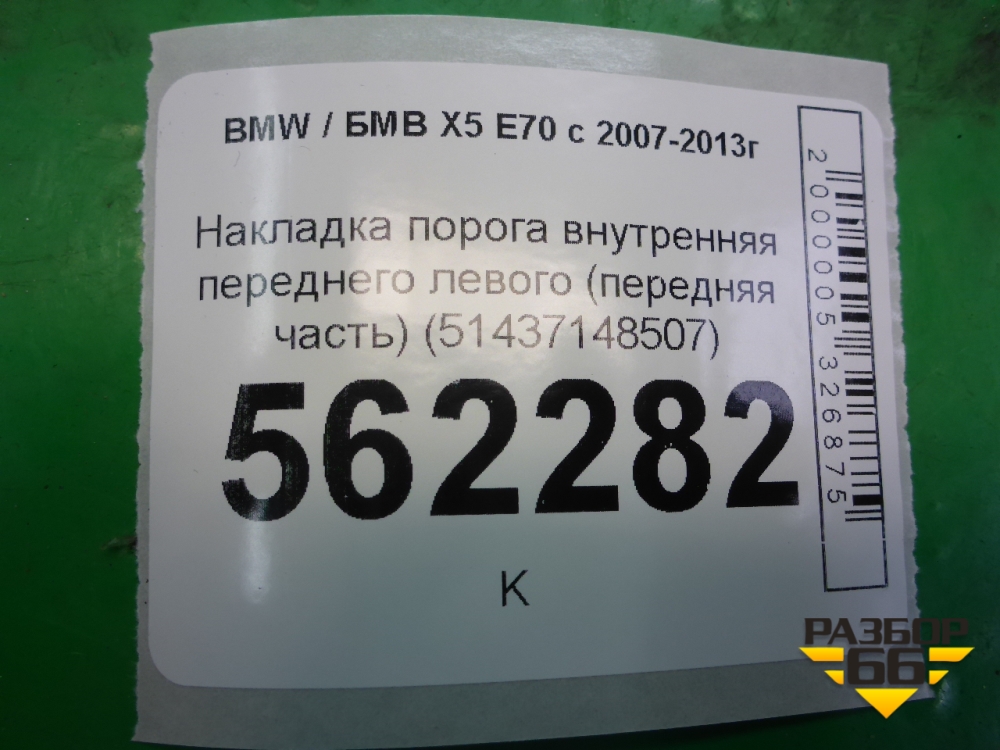 BMW / БМВ X5 E70 с 2007-2013г
Накладка порога внутренняя
переднего левого (передняя
часть) (51437148507)
562282
К
2000005326875
РАЗБОР
66